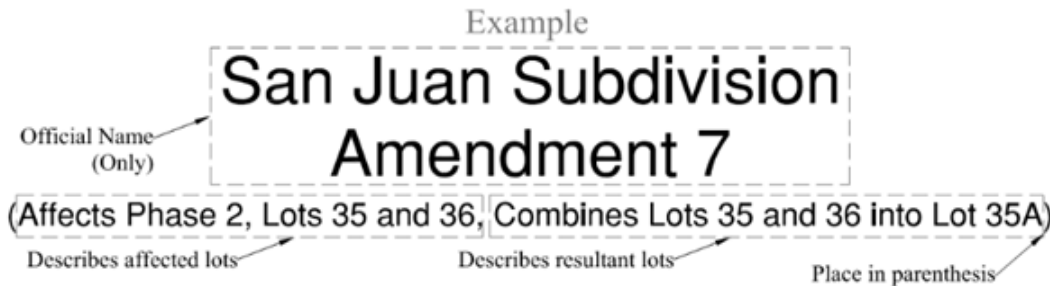 Example
San Juan Subdivision
Amendment 7
Official Name
(Only)
(Affects Phase 2, Lots 35 and 36, Combines Lots 35 and 36 into Lot 35A)
Describes affected lots
Describes resultant lots
Place in parenthesis